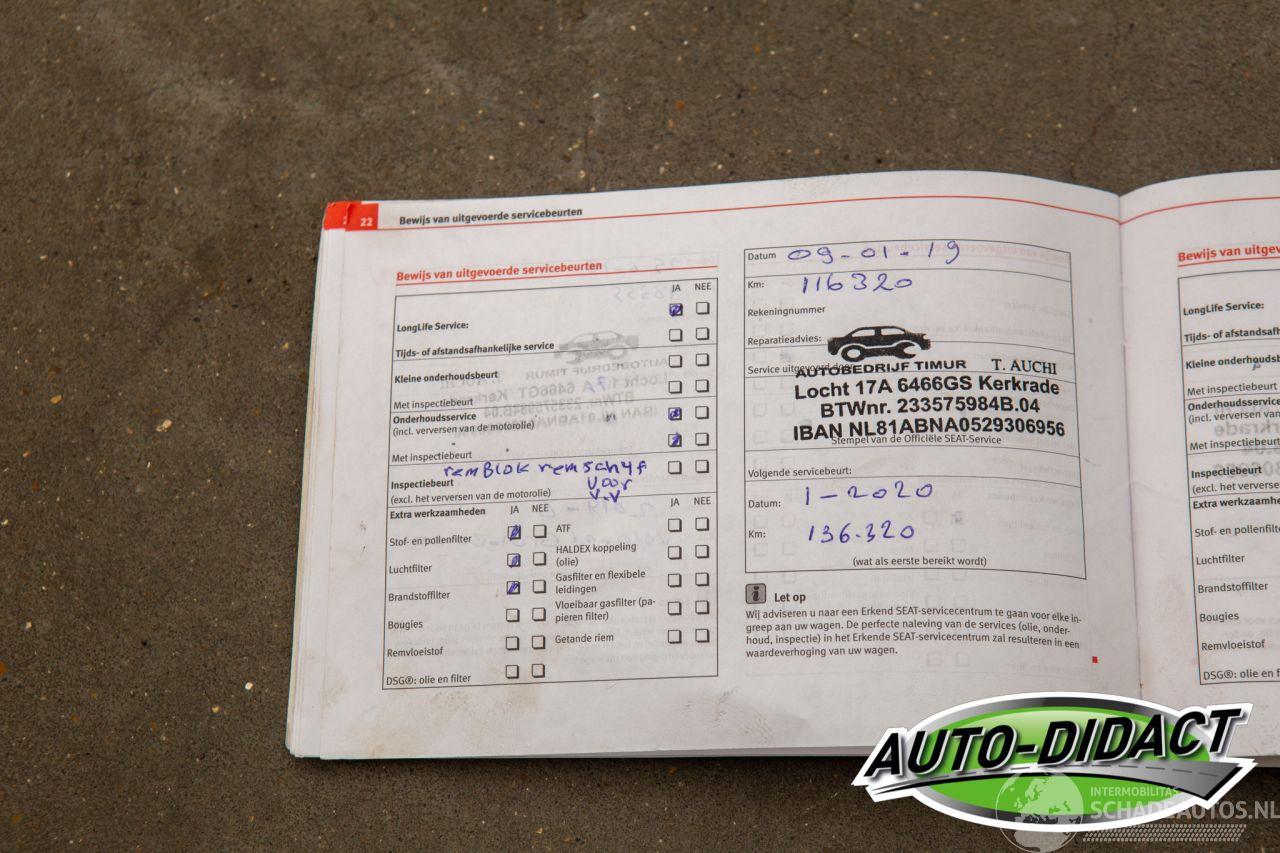 22 Bewijs van uitgevoerde servicebeurten
Bewijs van uitgevoerde servicebeurten
JA NEE
LongLife Service:
Tijds- of afstandsafhankelijke service
Kleine onderhoudsbeurt
Met inspectiebeurt
Onderhoudsservice
(incl. verversen van de motorolie)
Met inspectiebeurt
remBlok remschyf
Inspectiebeurt
voor
(excl. het verversen van de motorolie)
v.v
Extra werkzaamheden JA NEE
JA NEE
Stof- en pollenfilter
Luchtfilter
Brandstoffilter
Bougies
Remvloeistof
DSG®: olie en filter
ATF
HALDEX koppeling
(olie)
Gasfilter en flexibele
leidingen
Vloeibaar gasfilter (pa-
pieren filter)
Getande riem
Datum 09-01-19
Km: 116320
Rekeningnummer
Reparatieadvies:
Service uitgevoerd door:
AUTOBEDRIJF TIMUR T. AUCHI
Locht 17A 6466GS Kerkrade
BTWnr. 233575984B.04
IBAN NL81ABNA0529306956
Stempel van de Officiële SEAT-Service
Volgende servicebeurt:
Datum: 1-2020
Km: 136.320
(wat als eerste bereikt wordt)
i Let op
Wij adviseren u naar een Erkend SEAT-servicecentrum te gaan voor elke in-
greep aan uw wagen. De perfecte naleving van de services (olie, onder-
houd, inspectie) in het Erkende SEAT-servicecentrum zal resulteren in een
waardeverhoging van uw wagen.
Bewijs van
LongLife Service:
Tijds- of
Kleine
Met inspectiebeurt
Onderhoudsservice
(incl. verversen van
Met inspectiebeurt
Inspectiebeurt
(excl. het
Extra
Stof- en
Luchtfilter
Bougies
Remvloeistof
DSG®: olie en
AUTO-DIDACT
INTERMOBILITAS
SCHADEAUTOS.NL